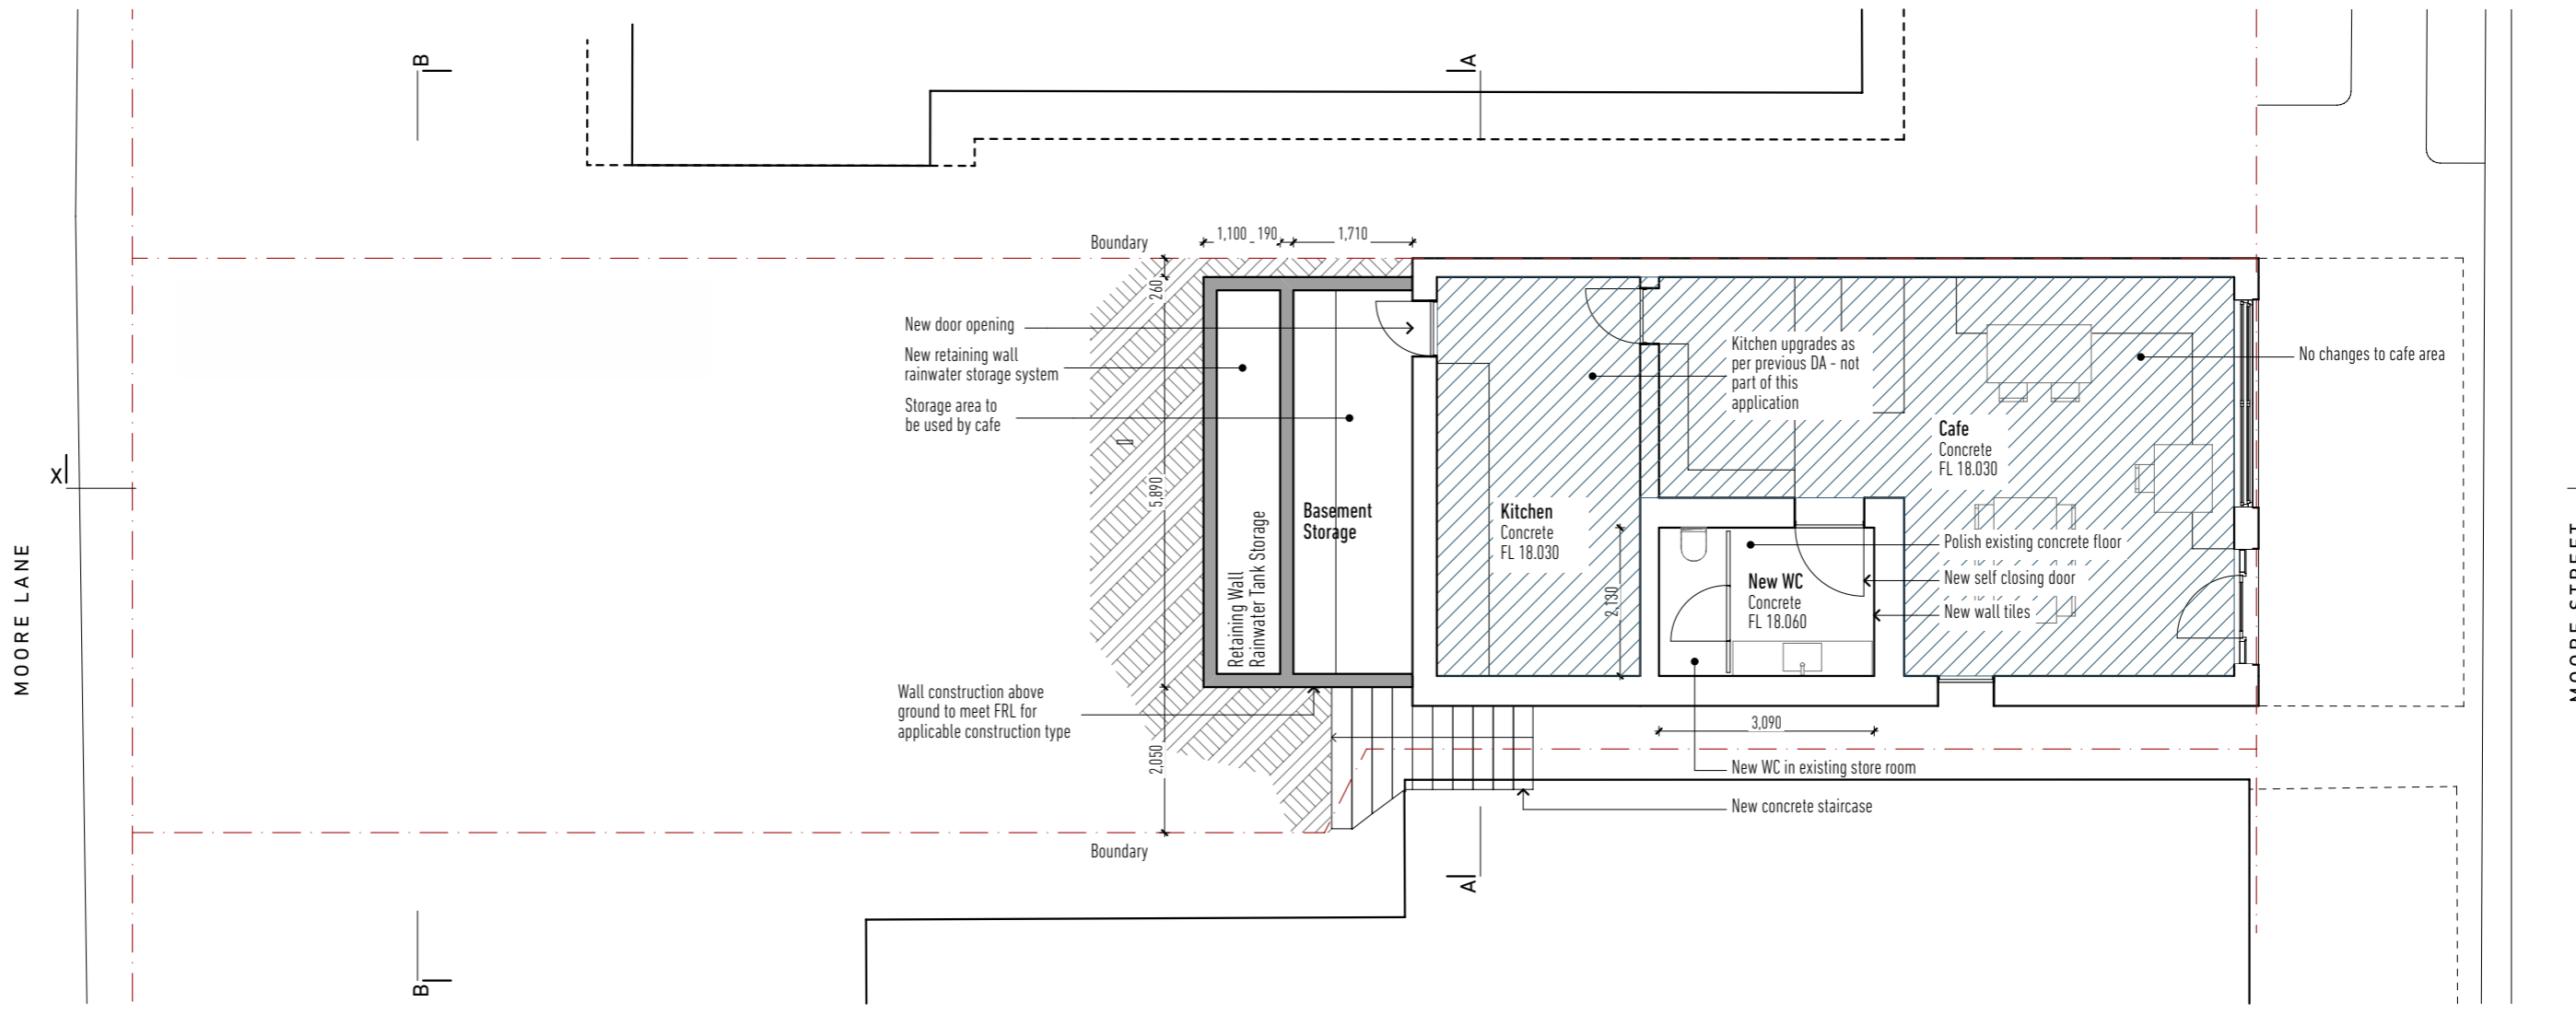 B
A
Boundary
1,100
190
1,710
260
New door opening
New retaining wall
rainwater storage system
Storage area to
be used by cafe
Kitchen upgrades as
per previous DA - not
part of this
application
No changes to cafe area
Cafe
Concrete
FL 18.030
X
5,890
Basement
Storage
Kitchen
Concrete
FL 18.030
Retaining Wall
Rainwater Tank Storage
2,130
New WC
Concrete
FL 18.060
Polish existing concrete floor
New self closing door
New wall tiles
MOORE LANE
MOORE STREET
Wall construction above
ground to meet FRL for
applicable construction type
2,050
3,090
New WC in existing store room
New concrete staircase
Boundary
A
B